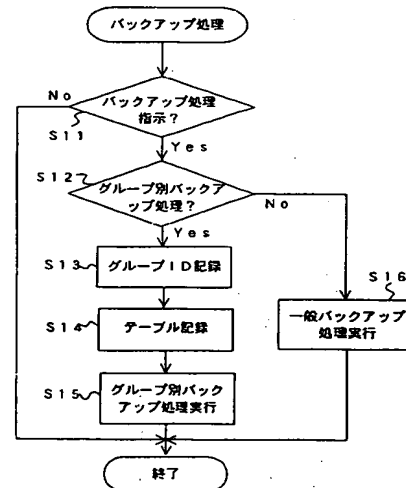 バックアップ処理
No
バックアップ処理
指示?
S11
Yes
S12
グループ別バックア
ップ処理?
No
Yes
S13
グループID記録
S16
S14
テーブル記録
一般バックアップ
処理実行
S15
グループ別バック
アップ処理実行
終了